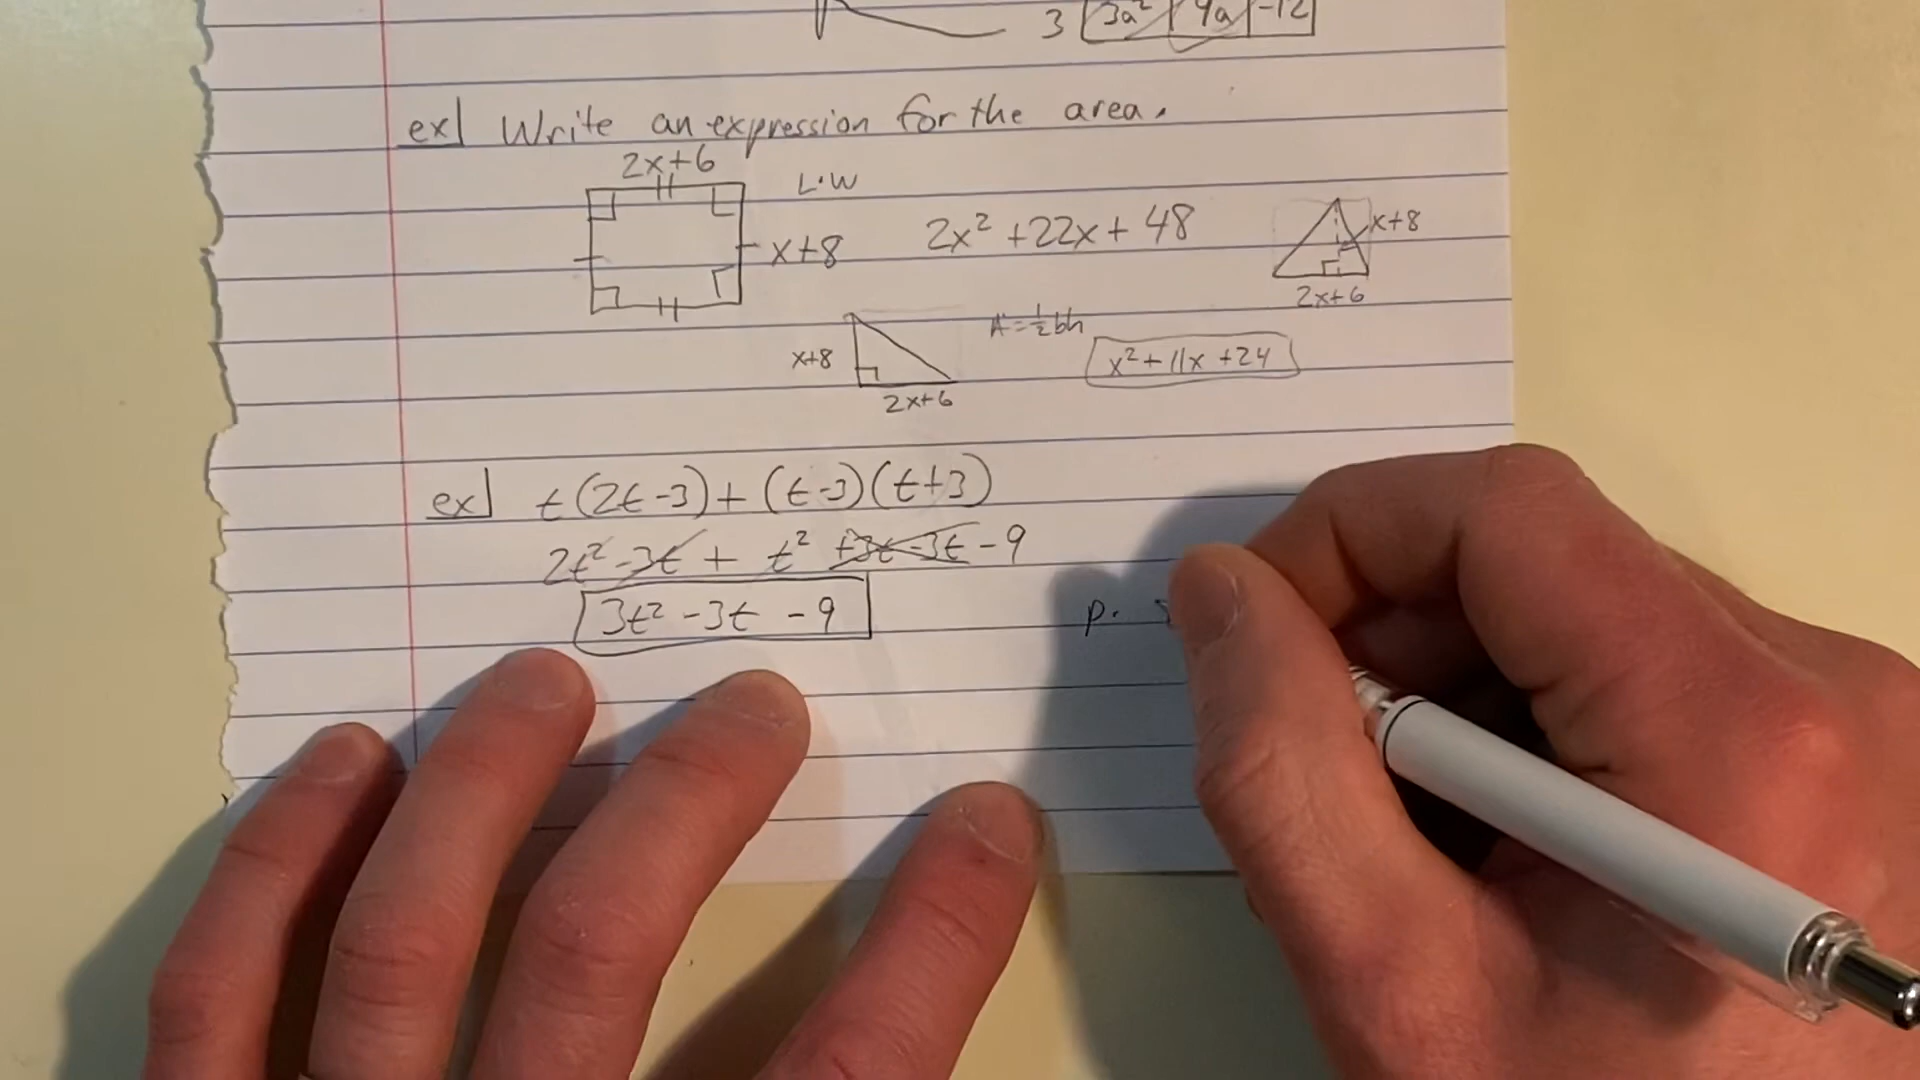 3 3a² 4a -12
ex] Write an expression for the area.
2x+6
L·W
x+8
2x² +22x+ 48
x+8
2x+6
A=½bh
x+8
x²+11x+24
2x+6
ex] t(2t-3)+(t-3)(t+3)
2t²-3t + t² +3t-3t-9
3t² -3t -9
p.